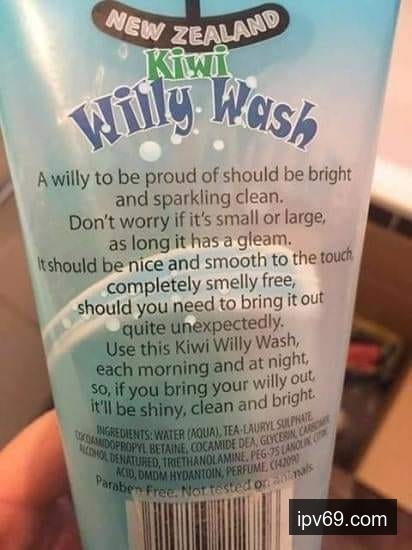 NEW ZEALAND
Kiwi
Willy Wash
A willy to be proud of should be bright
and sparkling clean.
Don't worry if it's small or large,
as long it has a gleam.
It should be nice and smooth to the touch,
completely smelly free,
should you need to bring it out
quite unexpectedly.
Use this Kiwi Willy Wash,
each morning and at night,
so, if you bring your willy out,
it'll be shiny, clean and bright.
INGREDIENTS: WATER (AQUA), TEA-LAURYL SULPHATE,
COCOAMIDOPROPYL BETAINE, COCAMIDE DEA, GLYCERIN, CARBOMER
ALCOHOL DENATURED, TRIETHANOLAMINE, PEG-75 LANOLIN, CITRIC
ACID, DMDM HYDANTOIN, PERFUME, CI42090
Paraben Free. Not tested on animals
ipv69.com